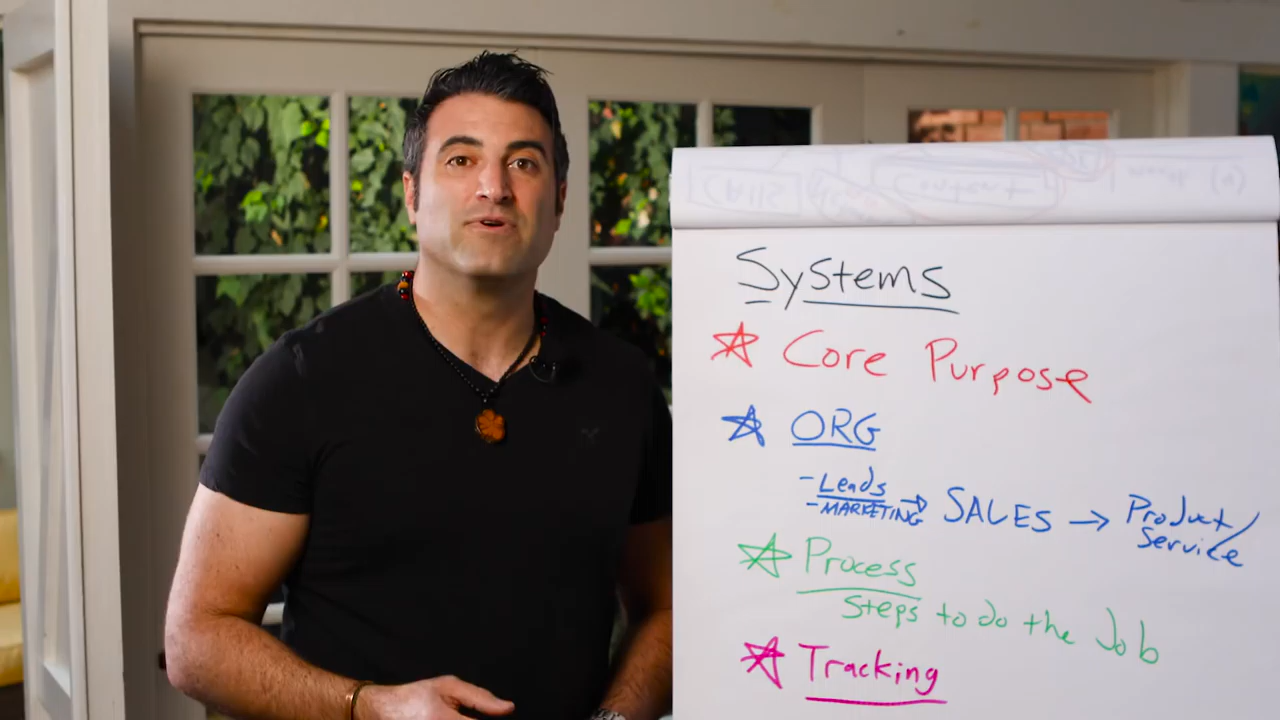 Systems
☆ Core Purpose
☆ ORG
- Leads
- MARKETING → SALES → Product/
Service
☆ Process
Steps to do the Job
☆ Tracking